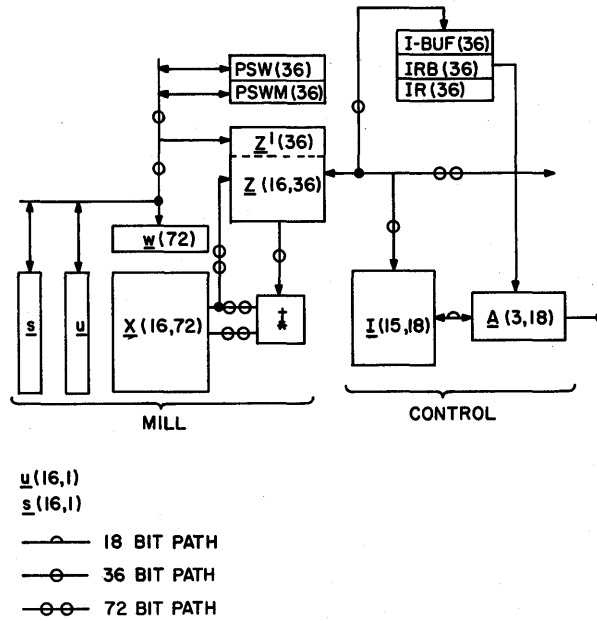 PSW(36)
PSWM(36)
I-BUF(36)
IRB(36)
IR(36)
Z'(36)
Z(16,36)
w(72)
s
u
X(16,72)
I(15,18)
A(3,18)
MILL
CONTROL
u(16,1)
s(16,1)
18 BIT PATH
36 BIT PATH
72 BIT PATH